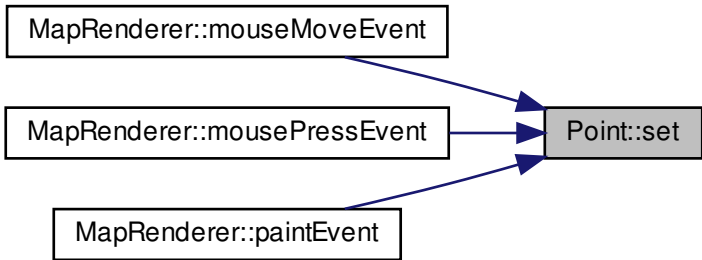 MapRenderer::mouseMoveEvent
MapRenderer::mousePressEvent
Point::set
MapRenderer::paintEvent